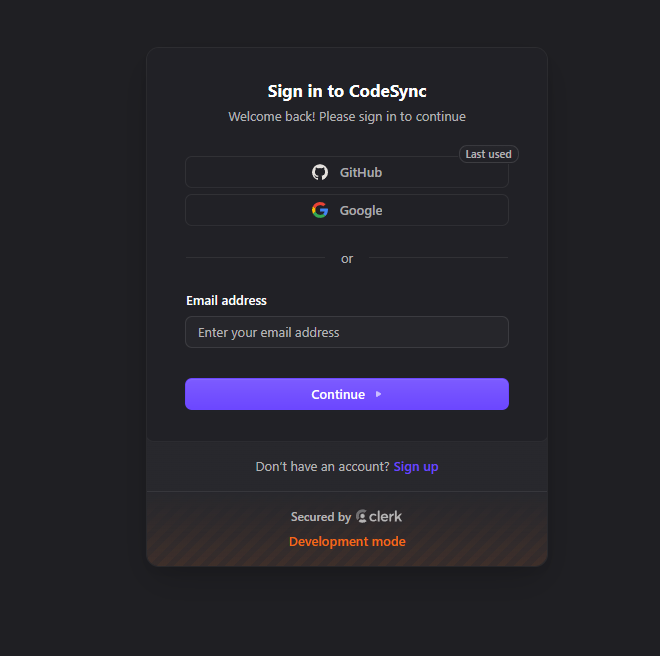 Sign in to CodeSync
Welcome back! Please sign in to continue
Last used
GitHub
Google
or
Email address
Enter your email address
Continue
Don't have an account? Sign up
Secured by clerk
Development mode